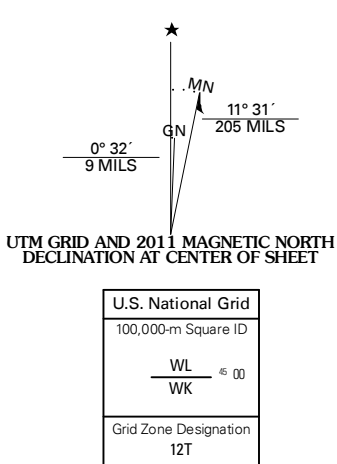 ★
MN
GN
11° 31´
205 MILS
0° 32´
9 MILS
UTM GRID AND 2011 MAGNETIC NORTH
DECLINATION AT CENTER OF SHEET
U.S. National Grid
100,000-m Square ID
WL
45 00
WK
Grid Zone Designation
12T